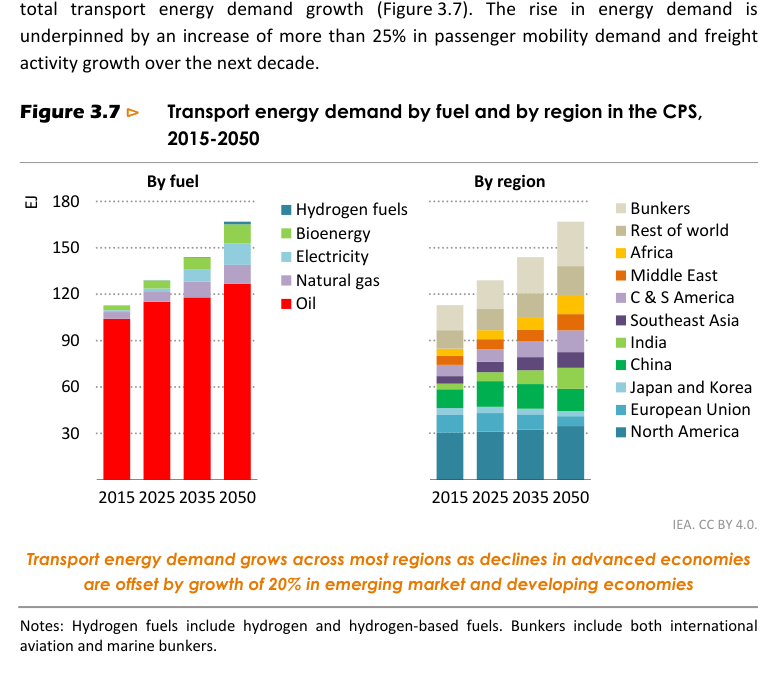 total transport energy demand growth (Figure 3.7). The rise in energy demand is
underpinned by an increase of more than 25% in passenger mobility demand and freight
activity growth over the next decade.
Figure 3.7 ⊳ Transport energy demand by fuel and by region in the CPS,
2015-2050
By fuel
EJ
180
150
120
90
60
30
2015 2025 2035 2050
Hydrogen fuels
Bioenergy
Electricity
Natural gas
Oil
By region
2015 2025 2035 2050
Bunkers
Rest of world
Africa
Middle East
C & S America
Southeast Asia
India
China
Japan and Korea
European Union
North America
IEA. CC BY 4.0.
Transport energy demand grows across most regions as declines in advanced economies
are offset by growth of 20% in emerging market and developing economies
Notes: Hydrogen fuels include hydrogen and hydrogen-based fuels. Bunkers include both international
aviation and marine bunkers.